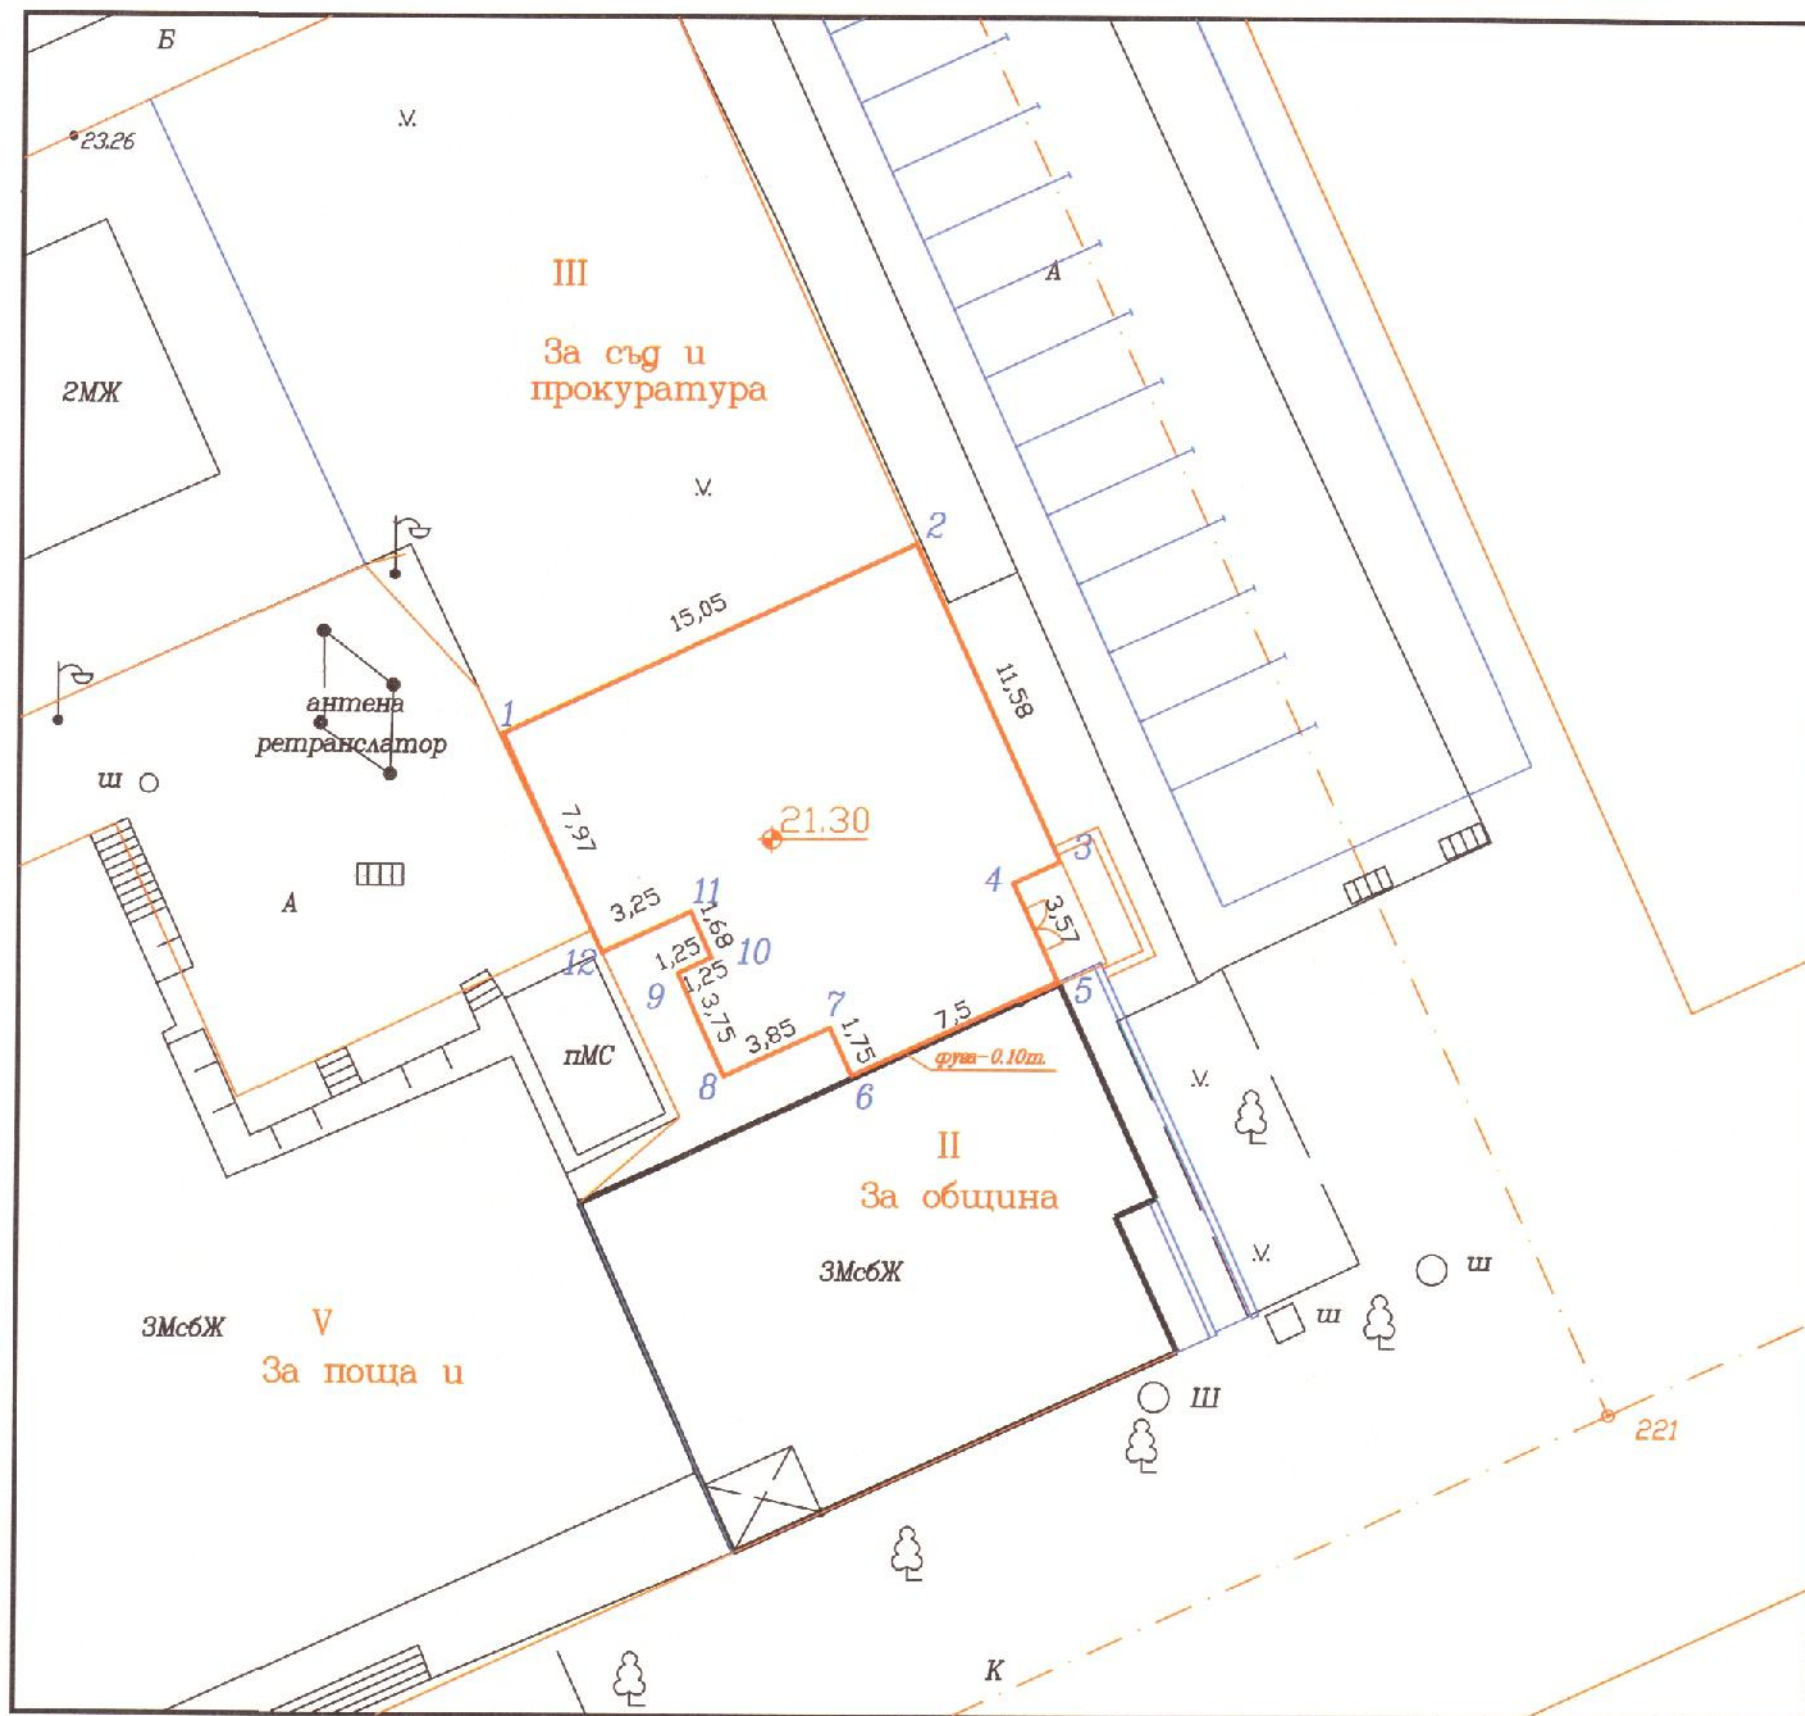 Б
.V.
23.26
III
А
За съд и
прокуратура
2МЖ
.V.
2
15,05
11,58
антена
1
ретранслатор
ш
7,97
21.30
3
4
А
3,25
11
1,68
3,57
12
1,25
10
9
1,25
3,75
5
7
7,5
3,85
1,75
пМС
фуга-0.10m.
8
6
.V.
II
За община
.V.
3МсбЖ
ш
3МсбЖ
V
ш
За поща и
Ш
221
К